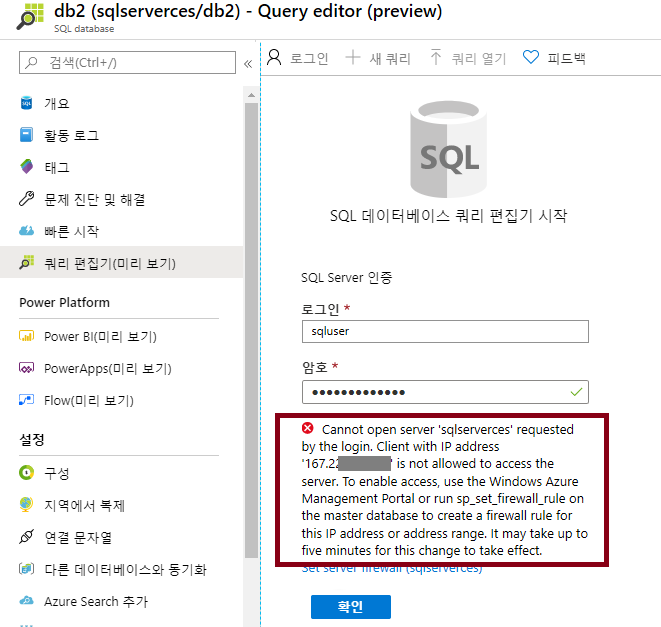 db2 (sqlserverces/db2) - Query editor (preview)
SQL database
검색(Ctrl+/)
«
로그인
새 쿼리
쿼리 열기
피드백
개요
활동 로그
태그
문제 진단 및 해결
빠른 시작
쿼리 편집기(미리 보기)
Power Platform
Power BI(미리 보기)
PowerApps(미리 보기)
Flow(미리 보기)
설정
구성
지역에서 복제
연결 문자열
다른 데이터베이스와 동기화
Azure Search 추가
SQL
SQL 데이터베이스 쿼리 편집기 시작
SQL Server 인증
로그인 *
sqluser
암호 *
●●●●●●●●●●●●●
Cannot open server 'sqlserverces' requested
by the login. Client with IP address
'167.22 ' is not allowed to access the
server. To enable access, use the Windows Azure
Management Portal or run sp_set_firewall_rule on
the master database to create a firewall rule for
this IP address or address range. It may take up to
five minutes for this change to take effect.
Set server firewall (sqlserverces)
확인